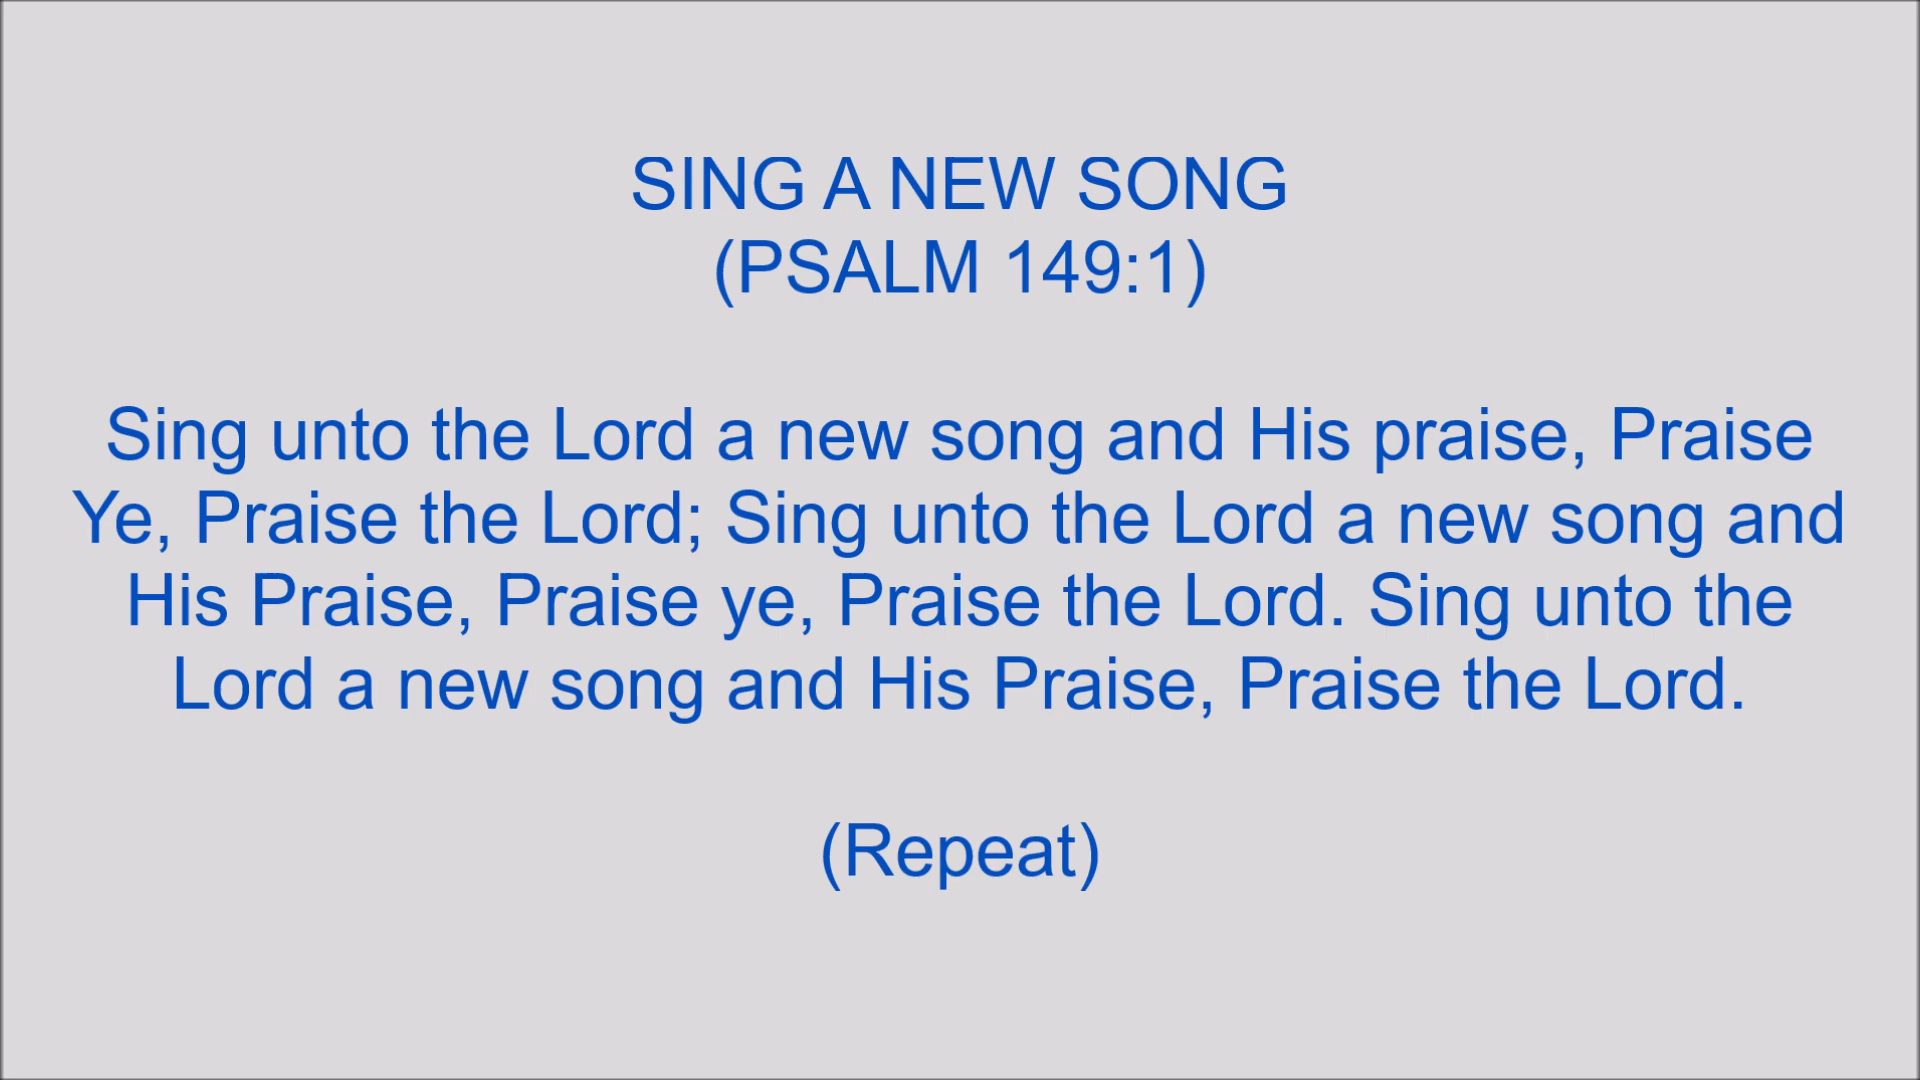 SING A NEW SONG
(PSALM 149:1)
Sing unto the Lord a new song and His praise, Praise
Ye, Praise the Lord; Sing unto the Lord a new song and
His Praise, Praise ye, Praise the Lord. Sing unto the
Lord a new song and His Praise, Praise the Lord.
(Repeat)